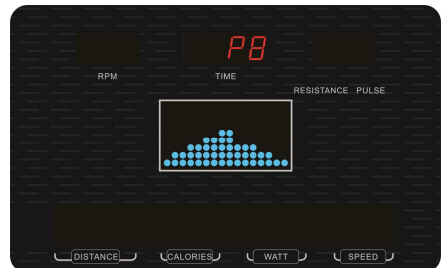 P8
RPM
TIME
RESISTANCE PULSE
DISTANCE
CALORIES
WATT
SPEED